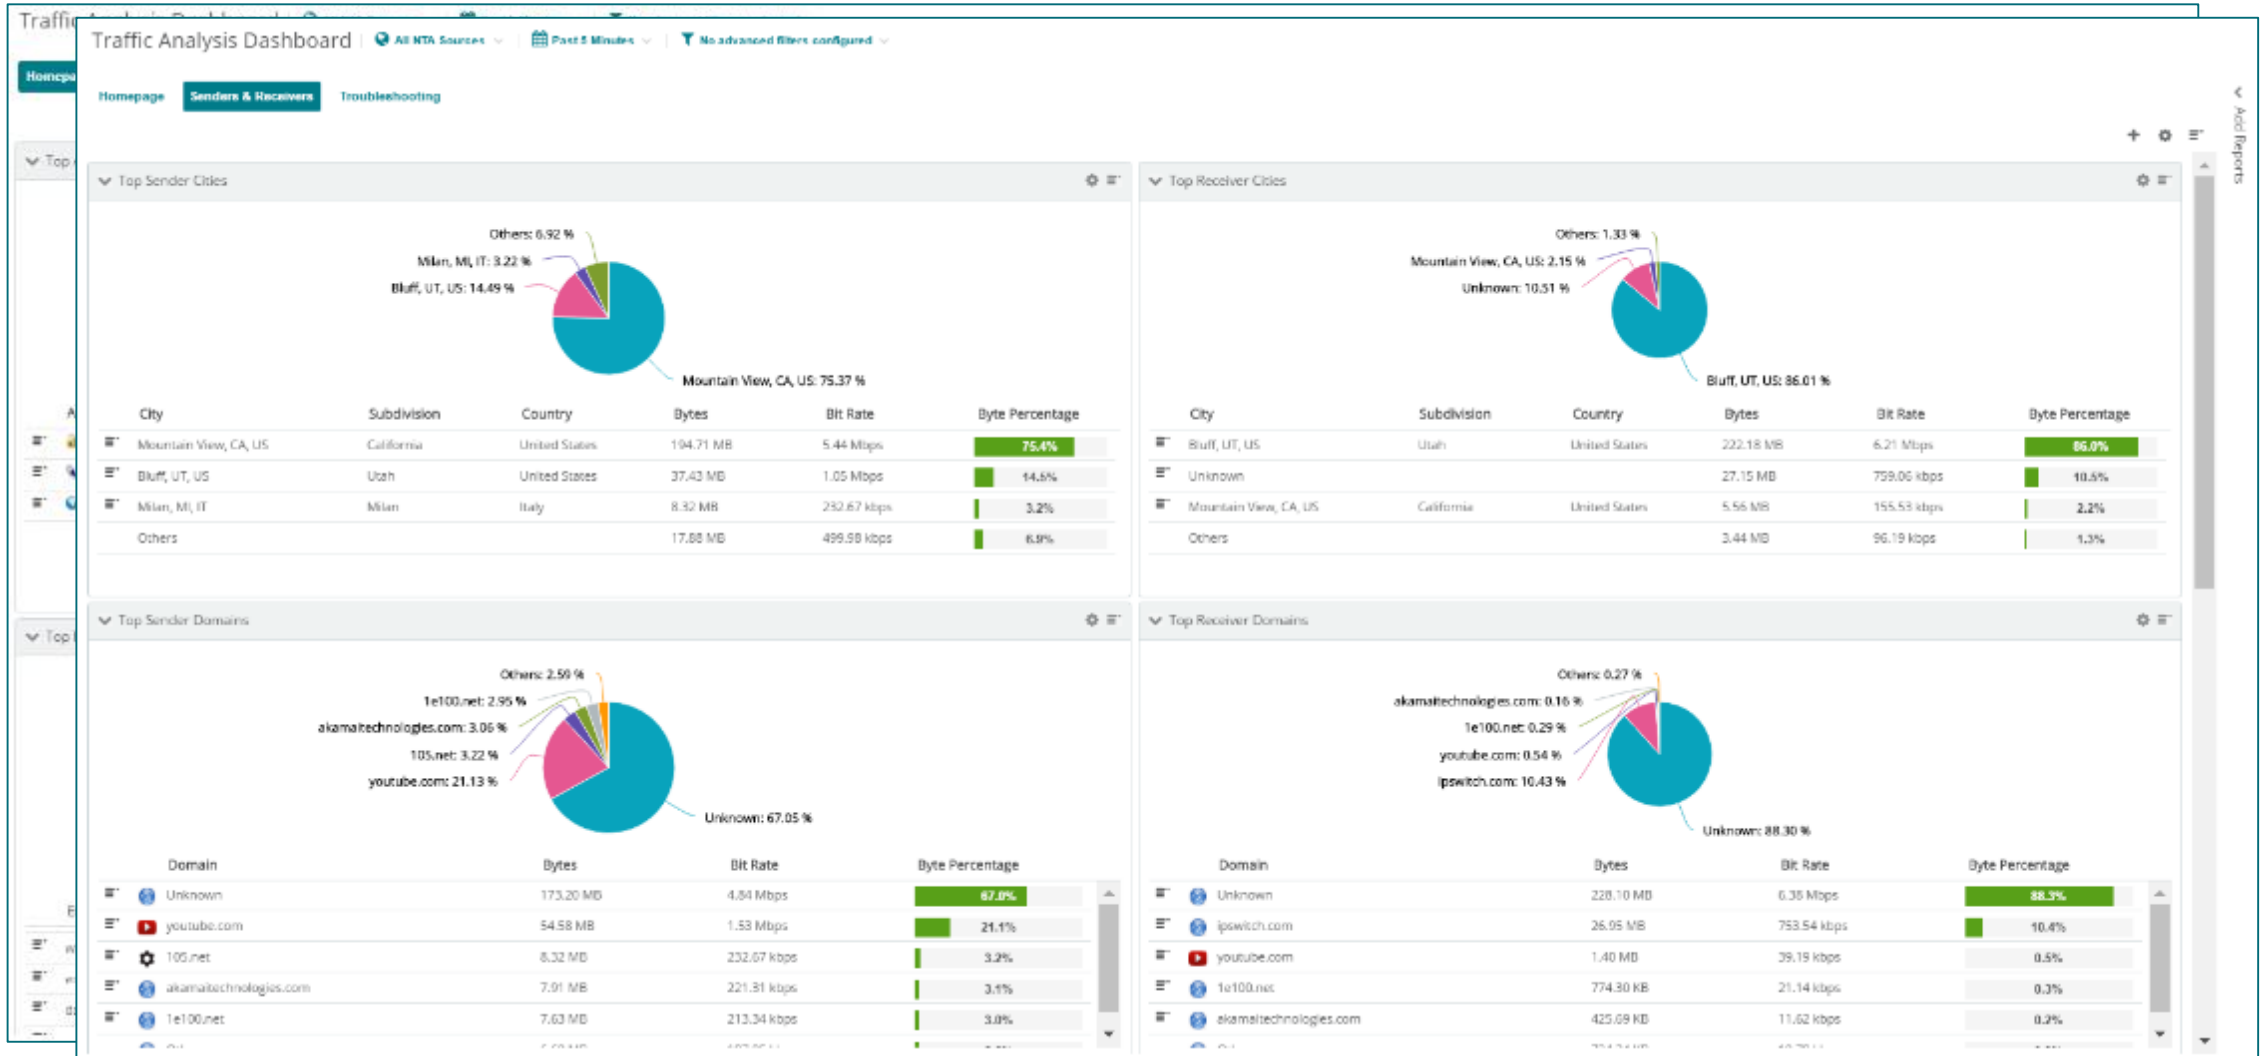 Traffic Analysis Dashboard All NTA Sources Past 5 Minutes No advanced filters configured
Homepage Senders & Receivers Troubleshooting
Add Reports
Top Sender Cities
Others: 6.92 %
Milan, MI, IT: 3.22 %
Bluff, UT, US: 14.49 %
Mountain View, CA, US: 75.37 %
City Subdivision Country Bytes Bit Rate Byte Percentage
Mountain View, CA, US California United States 194.71 MB 5.44 Mbps 75.4%
Bluff, UT, US Utah United States 37.43 MB 1.05 Mbps 14.5%
Milan, MI, IT Milan Italy 8.32 MB 232.67 kbps 3.2%
Others 17.88 MB 499.98 kbps 6.9%
Top Receiver Cities
Others: 1.33 %
Mountain View, CA, US: 2.15 %
Unknown: 10.51 %
Bluff, UT, US: 86.01 %
City Subdivision Country Bytes Bit Rate Byte Percentage
Bluff, UT, US Utah United States 222.18 MB 6.21 Mbps 86.0%
Unknown 27.15 MB 759.06 kbps 10.5%
Mountain View, CA, US California United States 5.56 MB 155.53 kbps 2.2%
Others 3.44 MB 96.19 kbps 1.3%
Top Sender Domains
Others: 2.59 %
1e100.net: 2.95 %
akamaitechnologies.com: 3.06 %
105.net: 3.22 %
youtube.com: 21.13 %
Unknown: 67.05 %
Domain Bytes Bit Rate Byte Percentage
Unknown 173.20 MB 4.84 Mbps 67.0%
youtube.com 54.58 MB 1.53 Mbps 21.1%
105.net 8.32 MB 232.67 kbps 3.2%
akamaitechnologies.com 7.91 MB 221.31 kbps 3.1%
1e100.net 7.63 MB 213.34 kbps 3.0%
Top Receiver Domains
Others: 0.27 %
akamaitechnologies.com: 0.16 %
1e100.net: 0.29 %
youtube.com: 0.54 %
ipswitch.com: 10.43 %
Unknown: 88.30 %
Domain Bytes Bit Rate Byte Percentage
Unknown 228.10 MB 6.38 Mbps 88.3%
ipswitch.com 26.95 MB 753.54 kbps 10.4%
youtube.com 1.40 MB 39.19 kbps 0.5%
1e100.net 774.30 KB 21.14 kbps 0.3%
akamaitechnologies.com 425.69 KB 11.62 kbps 0.2%